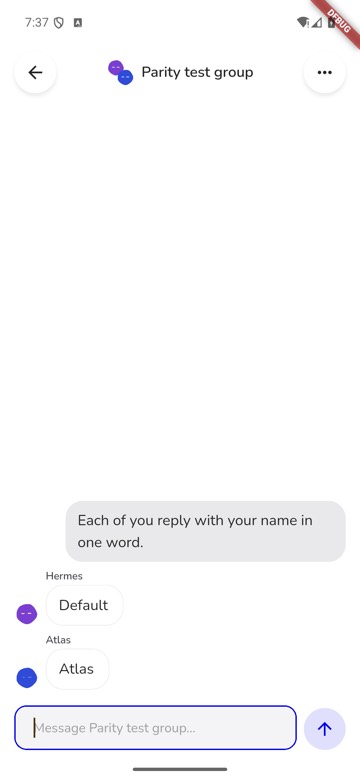 7:37
DEBUG
Parity test group
Each of you reply with your name in
one word.
Hermes
Default
Atlas
Atlas
Message Parity test group...